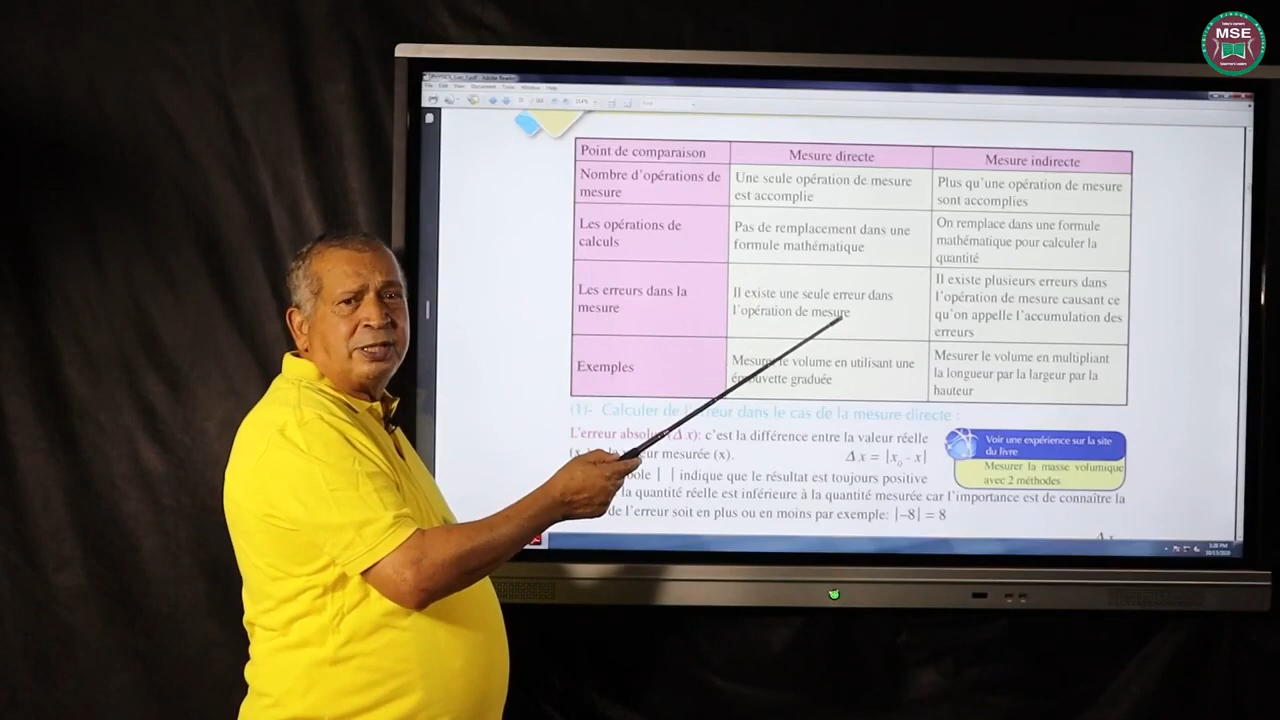 MSE
File Edit View Document Tools Window Help
Point de comparaison
Mesure directe
Mesure indirecte
Nombre d'opérations de
mesure
Une seule opération de mesure
est accomplie
Plus qu'une opération de mesure
sont accomplies
Les opérations de
calculs
Pas de remplacement dans une
formule mathématique
On remplace dans une formule
mathématique pour calculer la
quantité
Les erreurs dans la
mesure
Il existe une seule erreur dans
l'opération de mesure
Il existe plusieurs erreurs dans
l'opération de mesure causant ce
qu'on appelle l'accumulation des
erreurs
Exemples
Mesurer le volume en utilisant une
éprouvette graduée
Mesurer le volume en multipliant
la longueur par la largeur par la
hauteur
(1)- Calculer de l'erreur dans le cas de la mesure directe :
L'erreur absolue (Δ x): c'est la différence entre la valeur réelle
mesurée (x). Δ x = |x₀ - x|
| | indique que le résultat est toujours positive
la quantité réelle est inférieure à la quantité mesurée car l'importance est de connaître la
de l'erreur soit en plus ou en moins par exemple: |–8| = 8
Voir une expérience sur la site
du livre
Mesurer la masse volumique
avec 2 méthodes